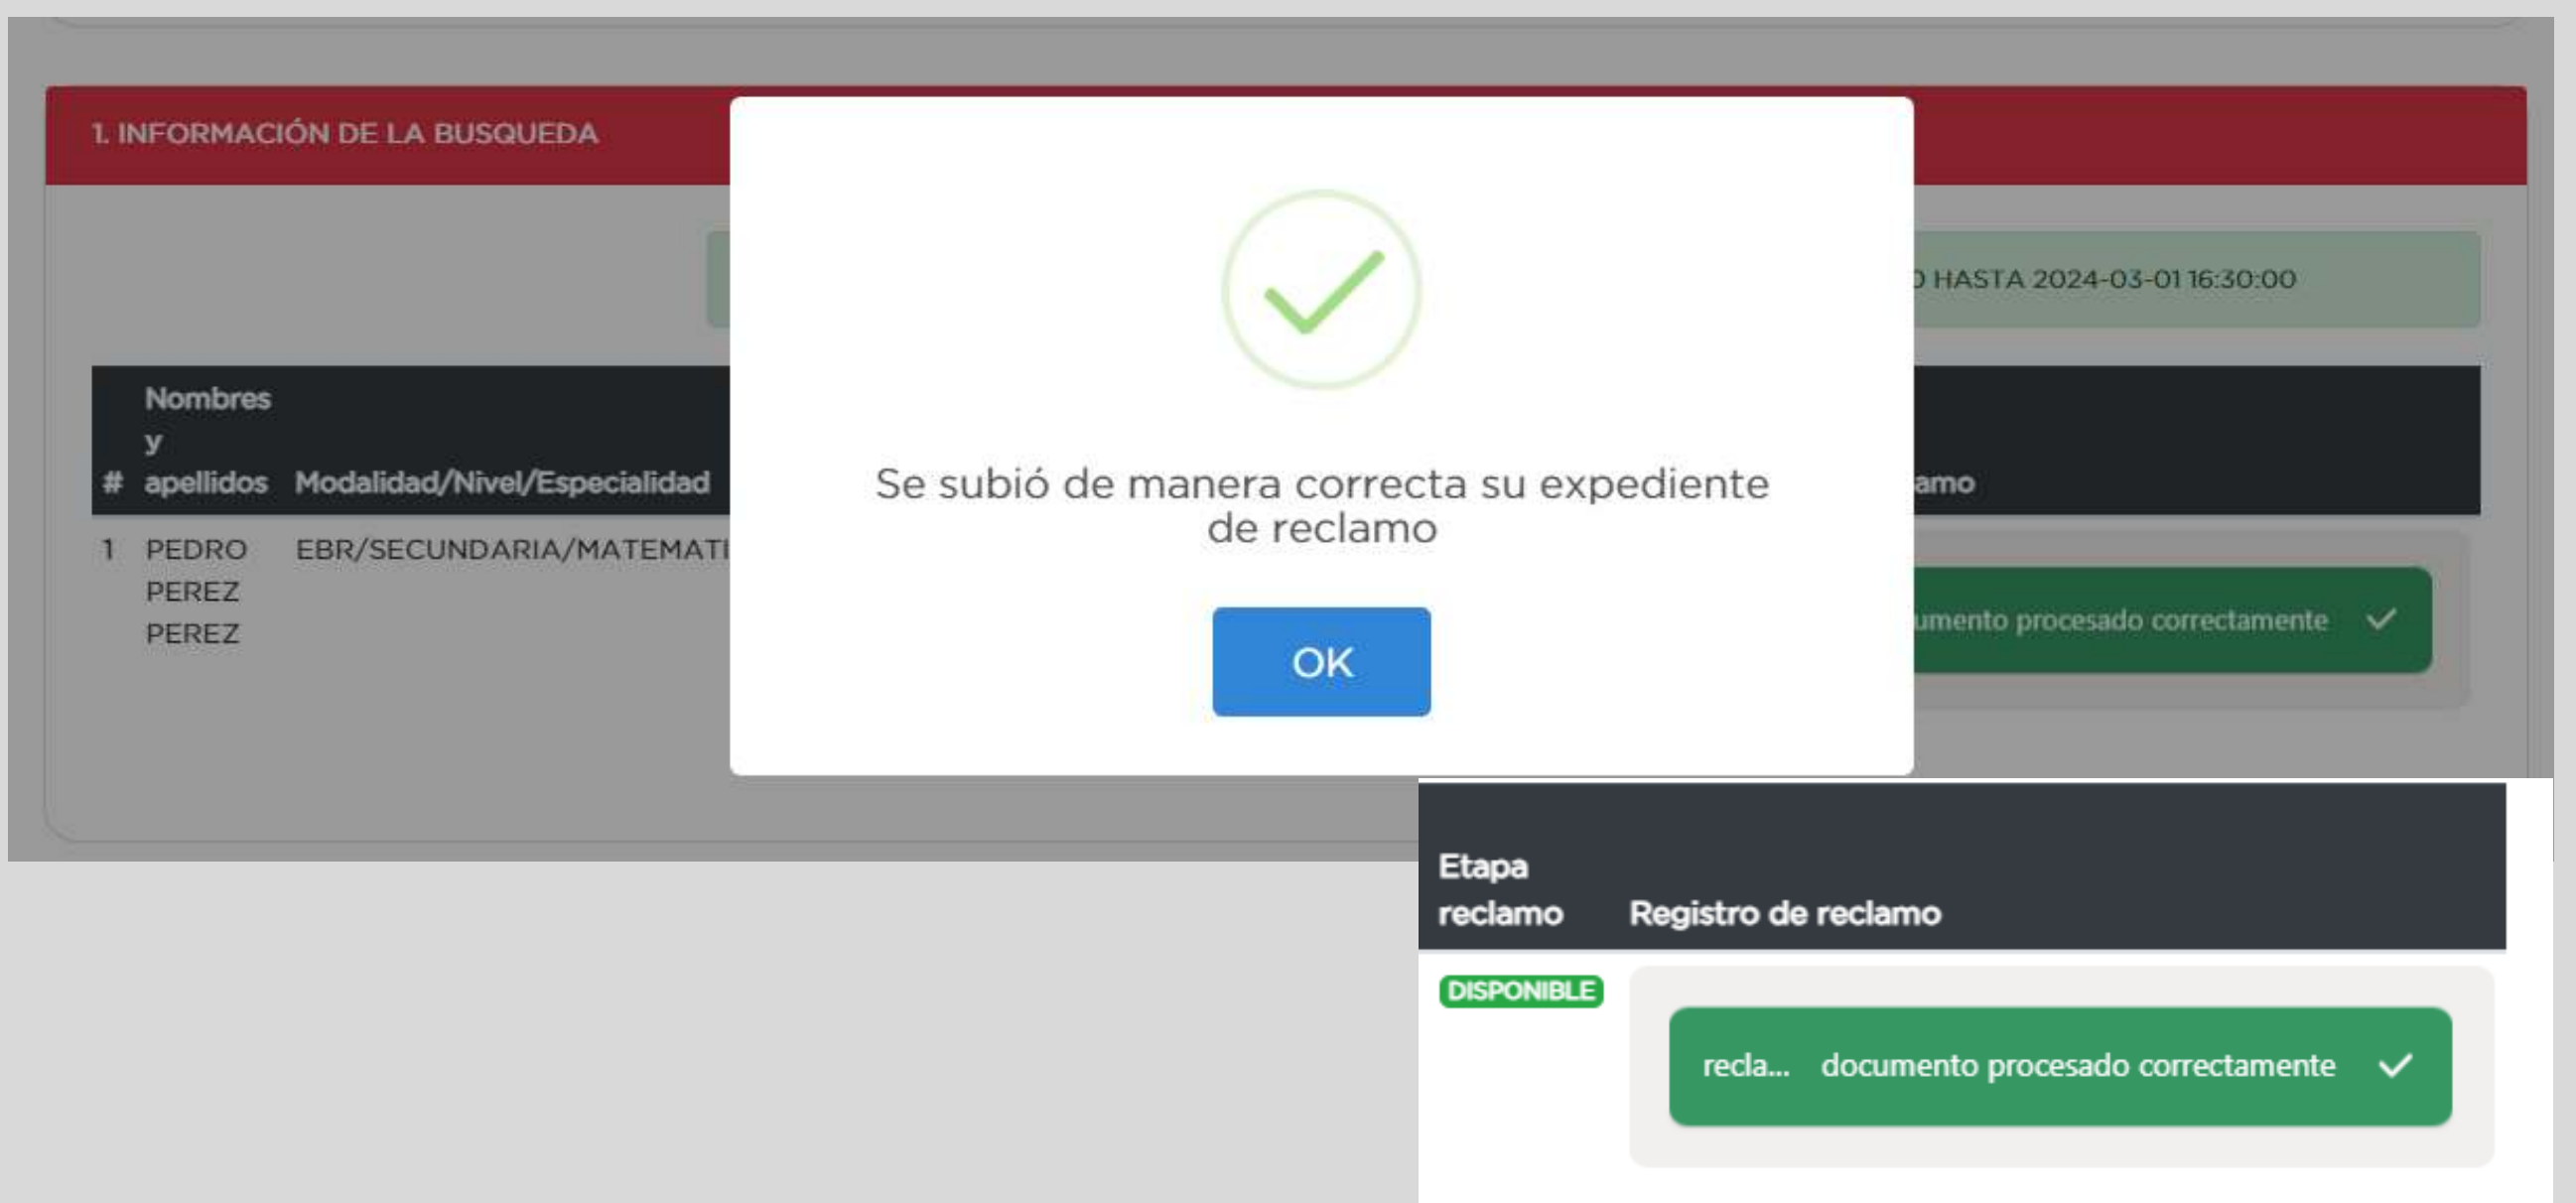 1. INFORMACIÓN DE LA BUSQUEDA
HASTA 2024-03-01 16:30:00
Nombres
y
# apellidos Modalidad/Nivel/Especialidad
amo
1 PEDRO EBR/SECUNDARIA/MATEMATI
PEREZ
PEREZ
umento procesado correctamente
Se subió de manera correcta su expediente
de reclamo
OK
Etapa
reclamo Registro de reclamo
DISPONIBLE
recla... documento procesado correctamente